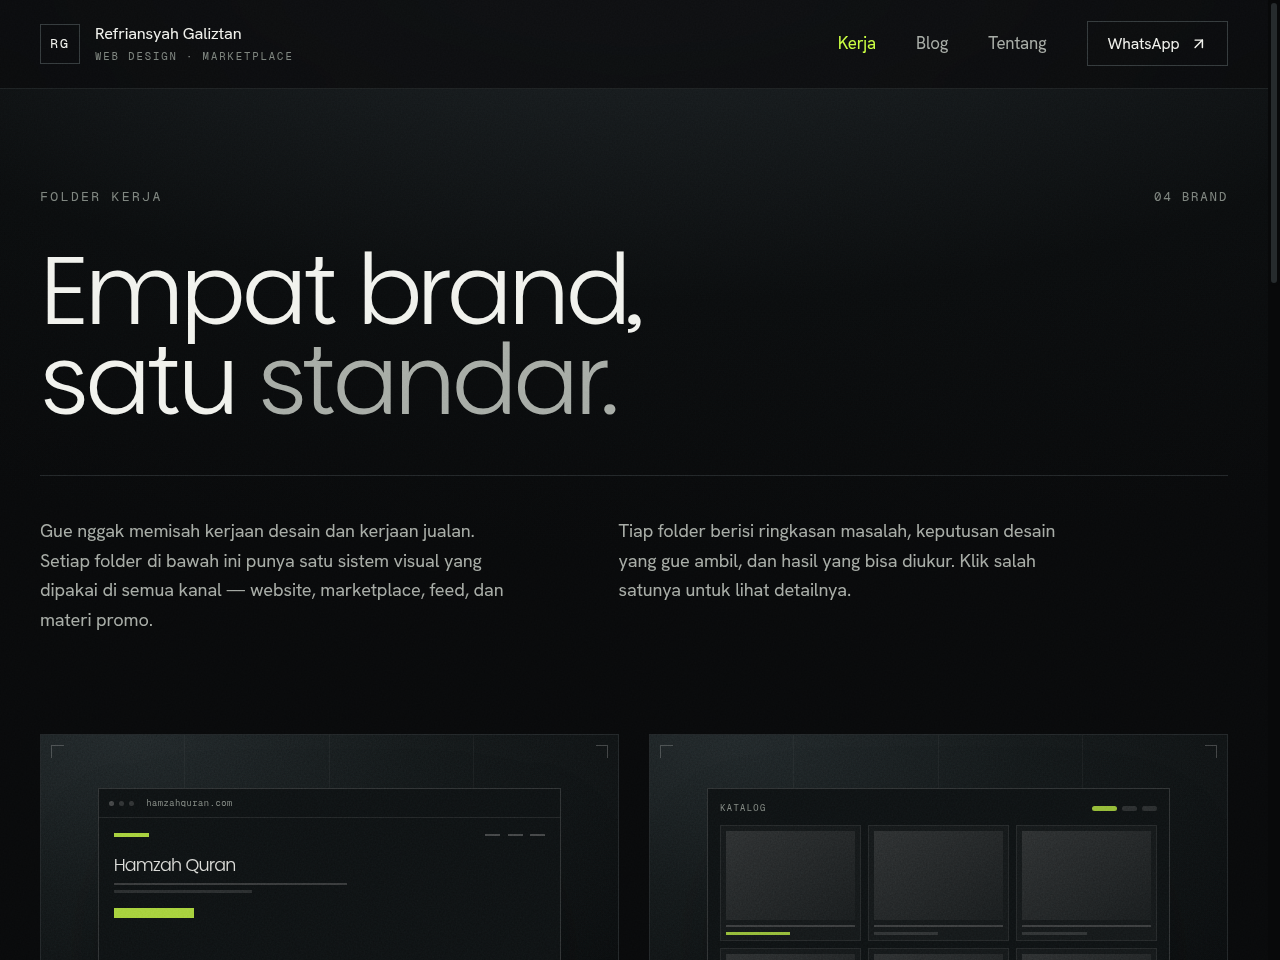 RG
Refriansyah Galiztan
WEB DESIGN · MARKETPLACE
Kerja
Blog
Tentang
WhatsApp
FOLDER KERJA
04 BRAND
Empat brand,
satu standar.
Gue nggak memisah kerjaan desain dan kerjaan jualan.
Setiap folder di bawah ini punya satu sistem visual yang
dipakai di semua kanal — website, marketplace, feed, dan
materi promo.
Tiap folder berisi ringkasan masalah, keputusan desain
yang gue ambil, dan hasil yang bisa diukur. Klik salah
satunya untuk lihat detailnya.
hamzahquran.com
Hamzah Quran
KATALOG